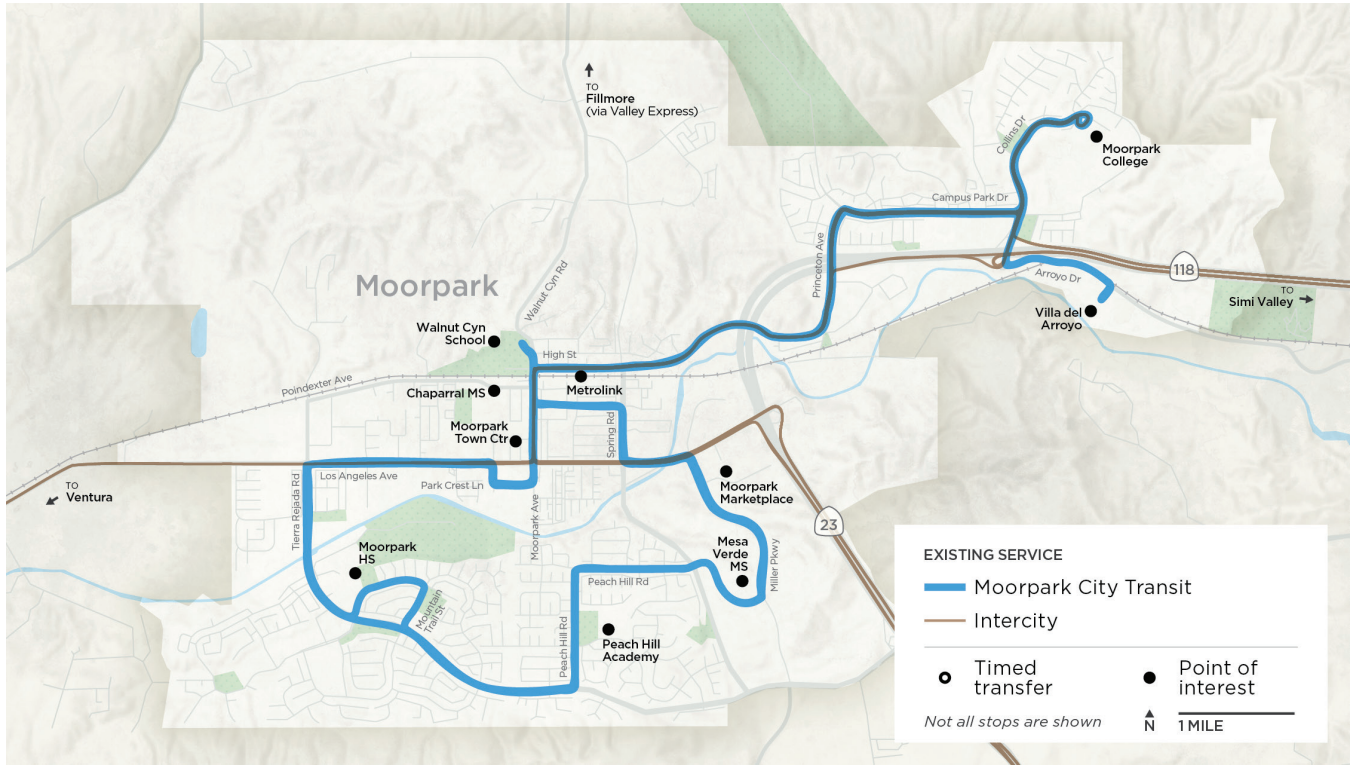 TO
Fillmore
(via Valley Express)
Collins Dr
Moorpark
College
Campus Park Dr
Princeton Ave
118
Arroyo Dr
TO
Simi Valley
Villa del
Arroyo
Moorpark
Walnut Cyn Rd
Walnut Cyn
School
High St
Poindexter Ave
Metrolink
Chaparral MS
Moorpark
Town Ctr
Spring Rd
Los Angeles Ave
Park Crest Ln
TO
Ventura
Tierra Rejada Rd
Moorpark Ave
Moorpark
Marketplace
23
Moorpark
HS
Mesa
Verde
MS
Miller Pkwy
Peach Hill Rd
Mountain
Trail St
Peach Hill Rd
Peach Hill
Academy
EXISTING SERVICE
Moorpark City Transit
Intercity
Timed
transfer
Point of
interest
Not all stops are shown
N
1 MILE